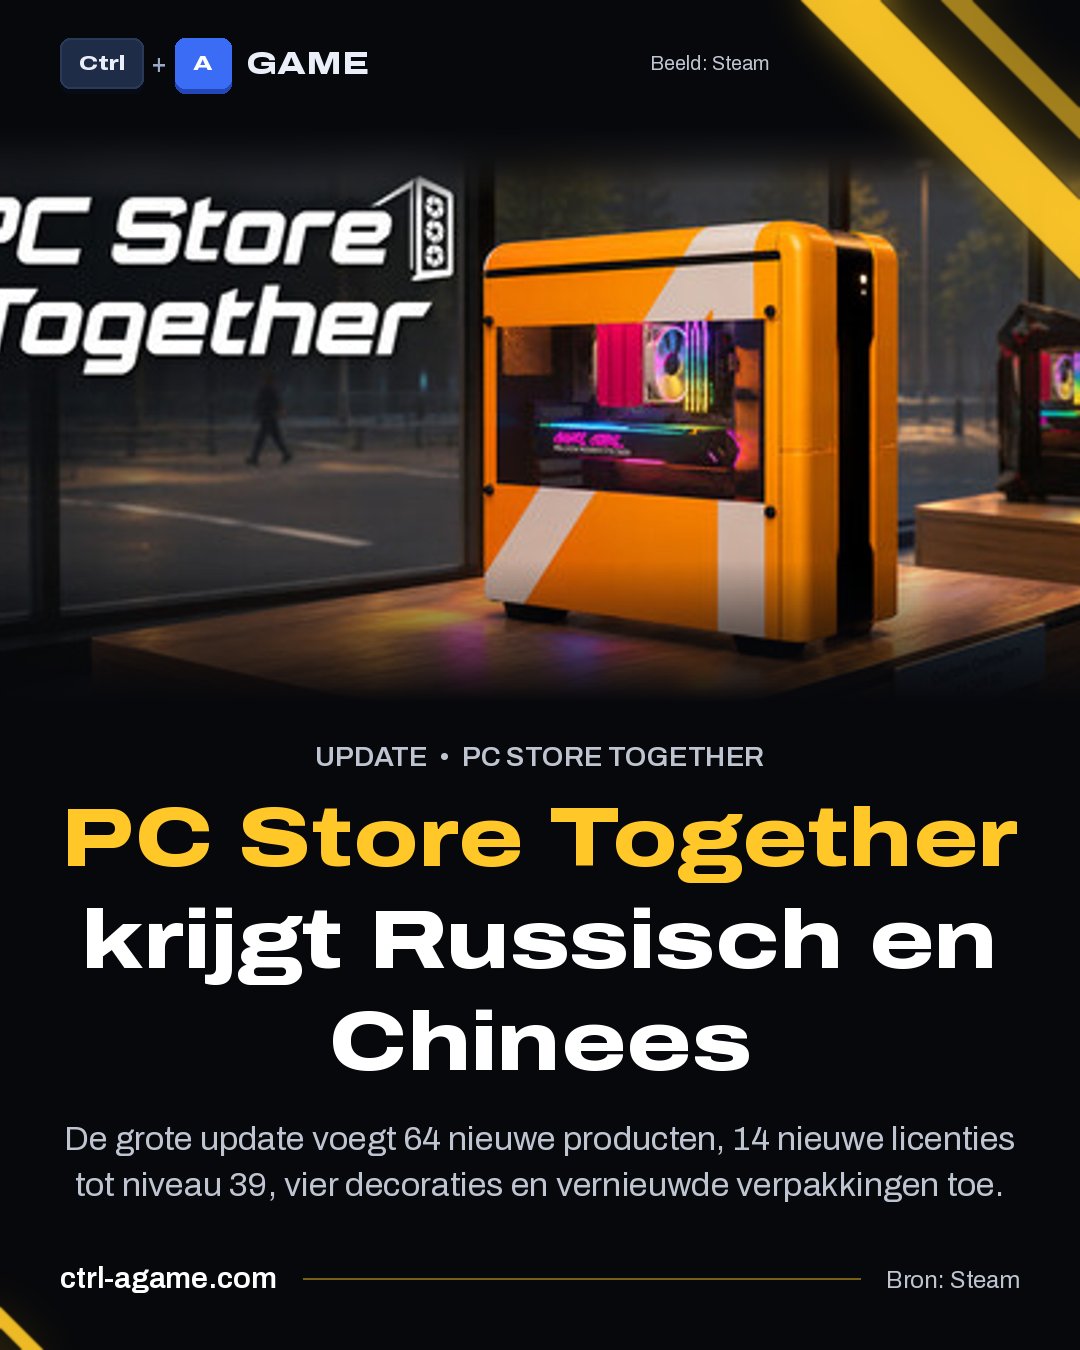 Ctrl + A GAME
Beeld: Steam
PC Store
Together
UPDATE • PC STORE TOGETHER
PC Store Together
krijgt Russisch en
Chinees
De grote update voegt 64 nieuwe producten, 14 nieuwe licenties
tot niveau 39, vier decoraties en vernieuwde verpakkingen toe.
ctrl-agame.com
Bron: Steam